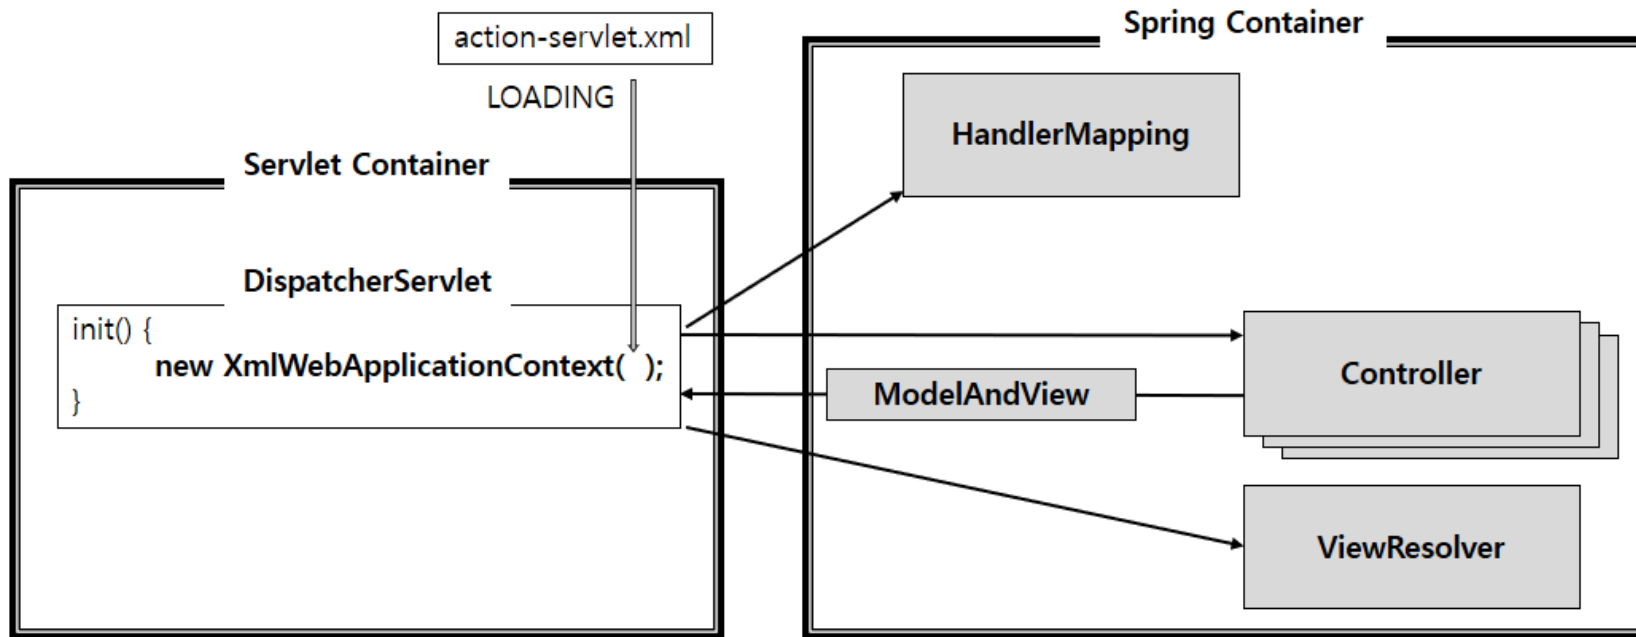 action-servlet.xml
LOADING
Spring Container
HandlerMapping
Servlet Container
DispatcherServlet
init() {
new XmlWebApplicationContext( );
}
Controller
ModelAndView
ViewResolver